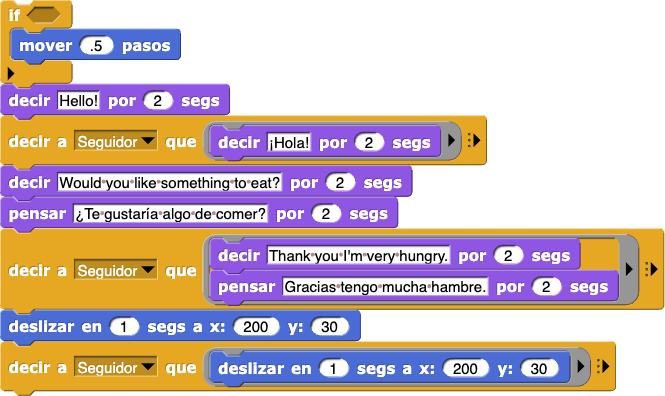 if
mover .5 pasos
decir Hello! por 2 segs
decir a Seguidor que decir ¡Hola! por 2 segs
decir Would you like something to eat? por 2 segs
pensar ¿Te gustaría algo de comer? por 2 segs
decir a Seguidor que decir Thank you I'm very hungry. por 2 segs
pensar Gracias tengo mucha hambre. por 2 segs
deslizar en 1 segs a x: 200 y: 30
decir a Seguidor que deslizar en 1 segs a x: 200 y: 30